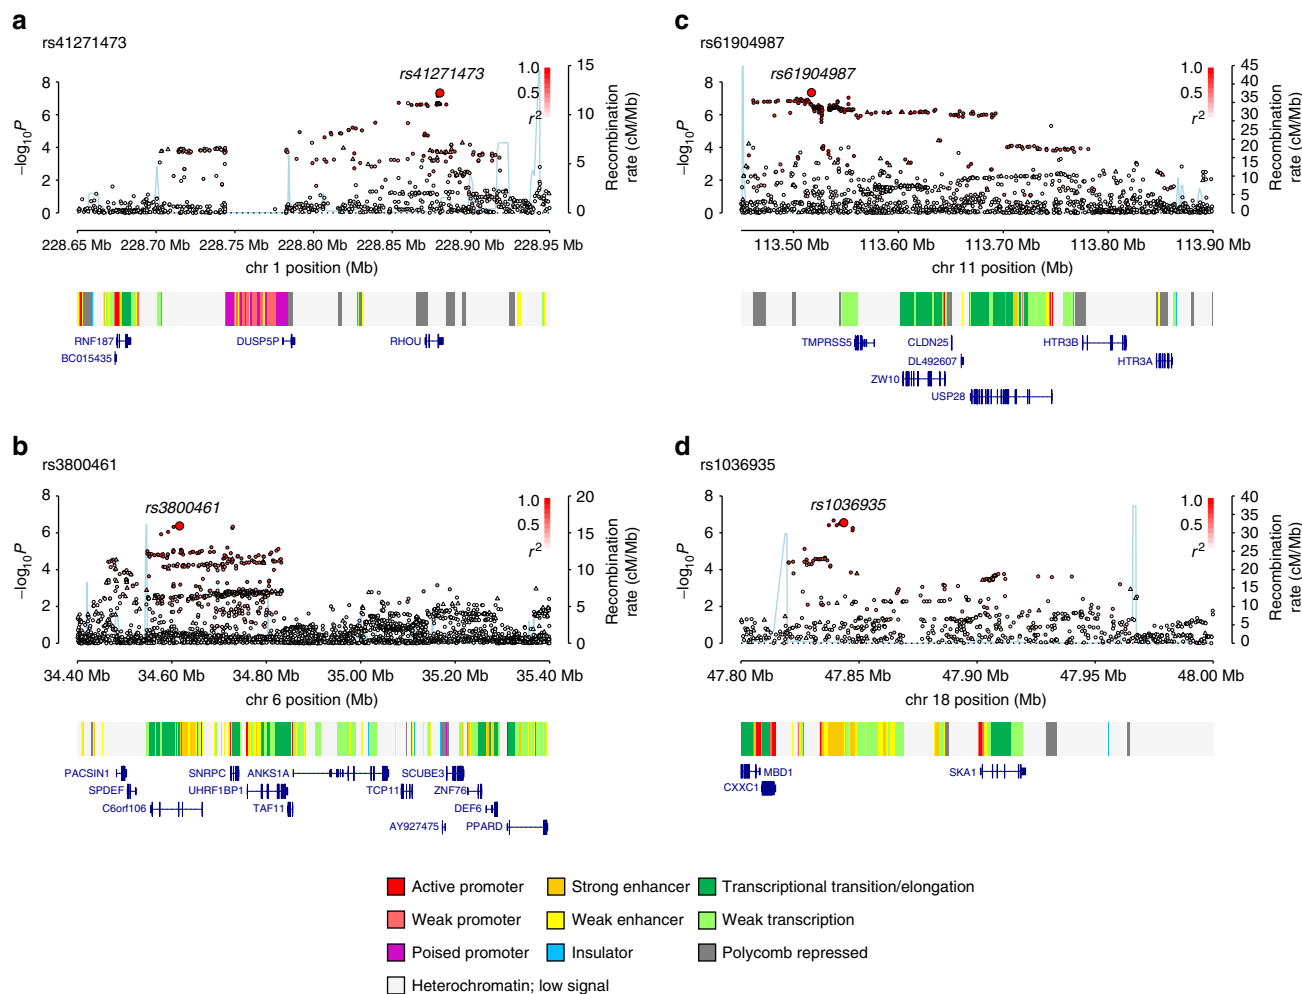 a
rs41271473
rs41271473
8
6
4
2
0
–log10P
1.0
0.5
r2
15
10
5
0
Recombination
rate (cM/Mb)
228.65 Mb
228.70 Mb
228.75 Mb
228.80 Mb
228.85 Mb
228.90 Mb
228.95 Mb
chr 1 position (Mb)
RNF187
BC015435
DUSP5P
RHOU
c
rs61904987
rs61904987
8
6
4
2
0
–log10P
1.0
0.5
r2
45
40
35
30
25
20
15
10
5
0
Recombination
rate (cM/Mb)
113.50 Mb
113.60 Mb
113.70 Mb
113.80 Mb
113.90 Mb
chr 11 position (Mb)
TMPRSS5
CLDN25
HTR3B
DL492607
HTR3A
ZW10
USP28
b
rs3800461
rs3800461
8
6
4
2
0
–log10P
1.0
0.5
r2
20
15
10
5
0
Recombination
rate (cM/Mb)
34.40 Mb
34.60 Mb
34.80 Mb
35.00 Mb
35.20 Mb
35.40 Mb
chr 6 position (Mb)
PACSIN1
SNRPC
ANKS1A
SCUBE3
SPDEF
UHRF1BP1
TCP11
ZNF76
C6orf106
TAF11
DEF6
AY927475
PPARD
d
rs1036935
rs1036935
8
6
4
2
0
–log10P
1.0
0.5
r2
40
35
30
25
20
15
10
5
0
Recombination
rate (cM/Mb)
47.80 Mb
47.85 Mb
47.90 Mb
47.95 Mb
48.00 Mb
chr 18 position (Mb)
MBD1
SKA1
CXXC1
Active promoter
Strong enhancer
Transcriptional transition/elongation
Weak promoter
Weak enhancer
Weak transcription
Poised promoter
Insulator
Polycomb repressed
Heterochromatin; low signal